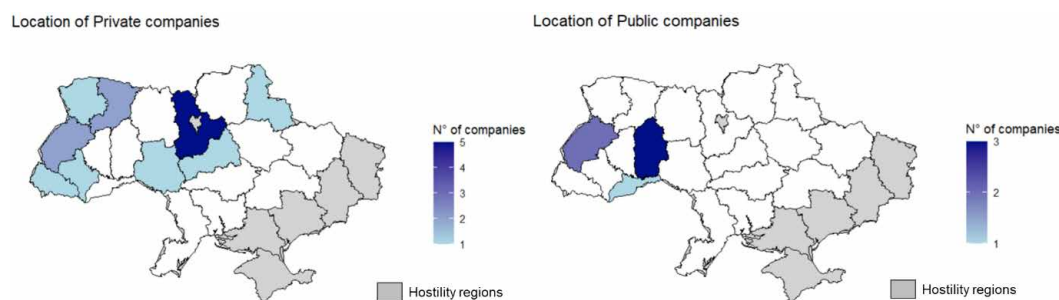 Location of Private companies
N° of companies
5
4
3
2
1
Hostility regions
Location of Public companies
N° of companies
3
2
1
Hostility regions